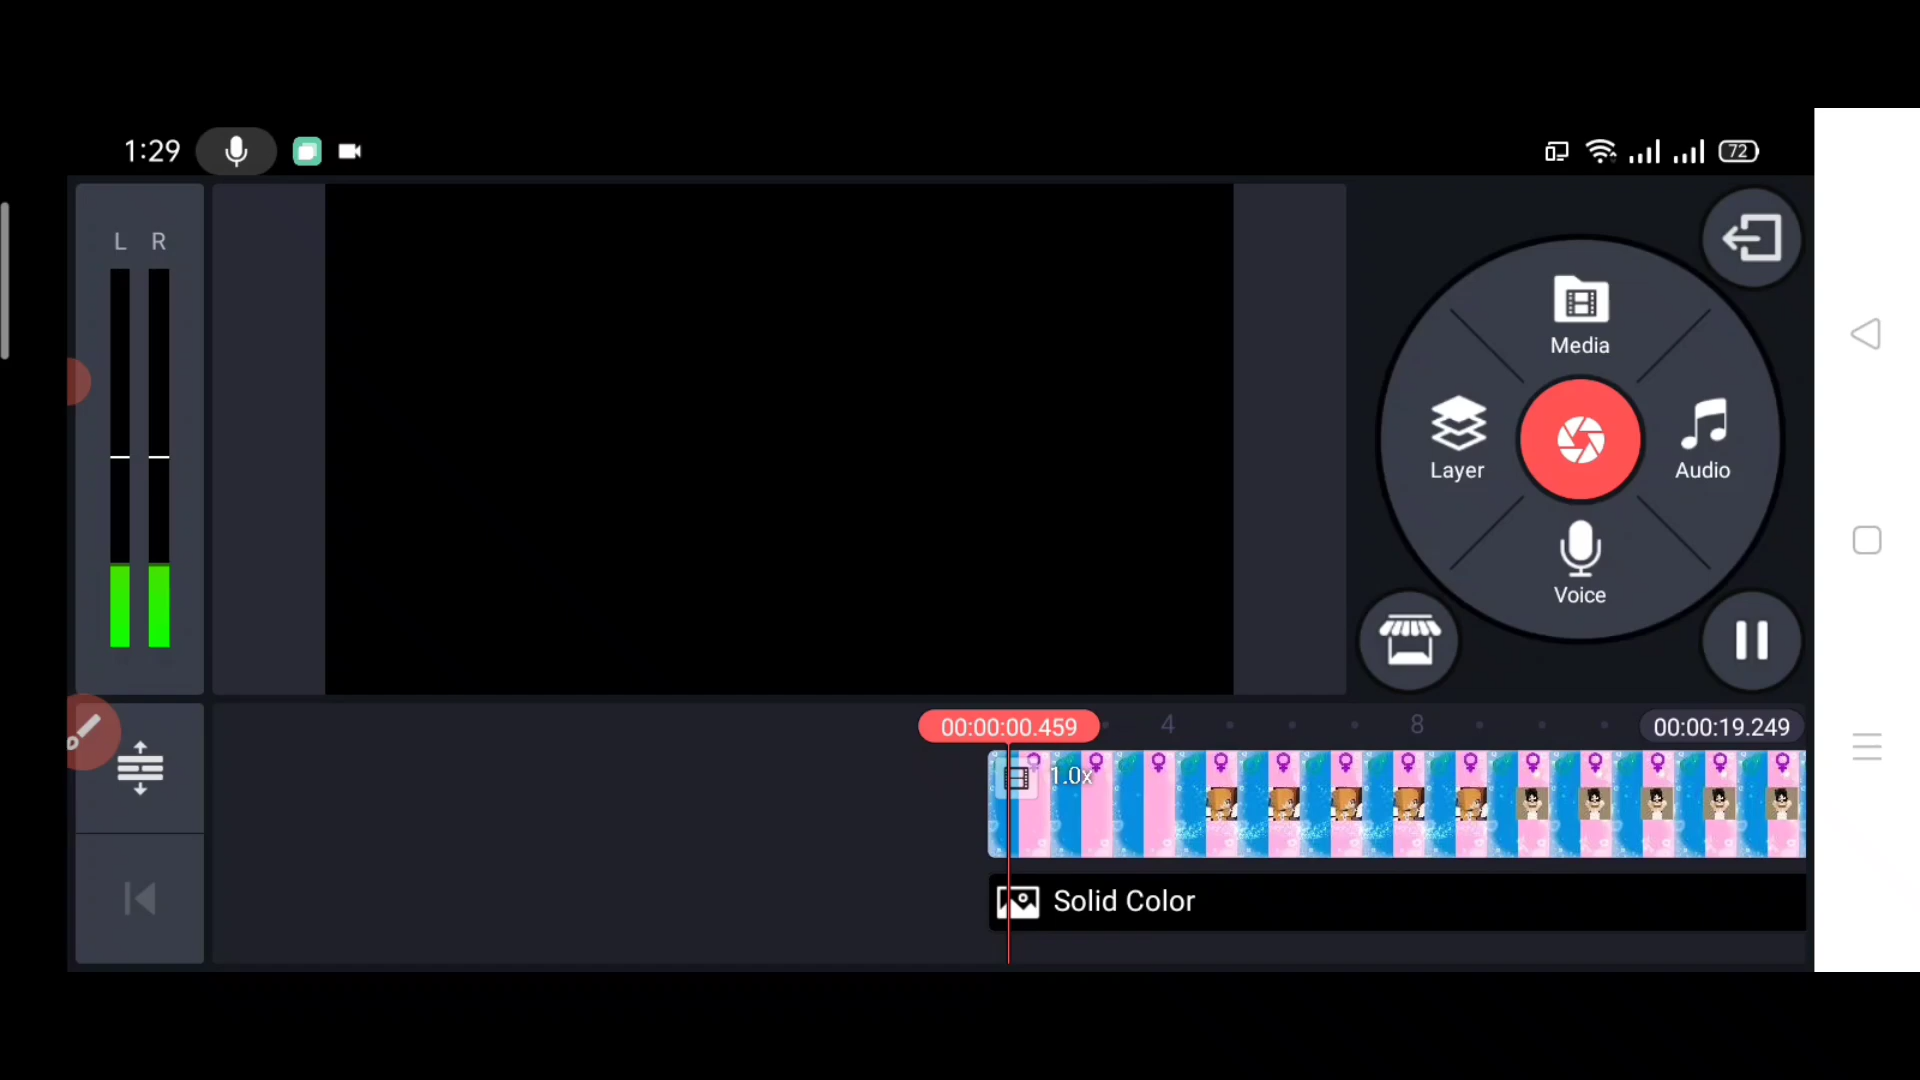 1:29
72
L R
Media
Layer
Audio
Voice
00:00:00.459
4
8
00:00:19.249
1.0x
Solid Color